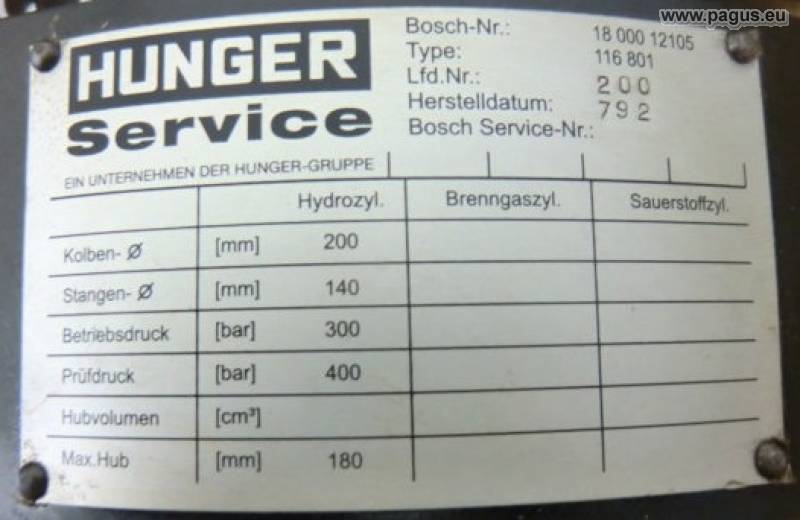 www.pagus.eu
HUNGER
Service
EIN UNTERNEHMEN DER HUNGER-GRUPPE
Bosch-Nr.: 18 000 12105
Type: 116 801
Lfd.Nr.: 200
Herstelldatum: 792
Bosch Service-Nr.:
Hydrozyl. Brenngaszyl. Sauerstoffzyl.
Kolben- Ø [mm] 200
Stangen- Ø [mm] 140
Betriebsdruck [bar] 300
Prüfdruck [bar] 400
Hubvolumen [cm³]
Max.Hub [mm] 180